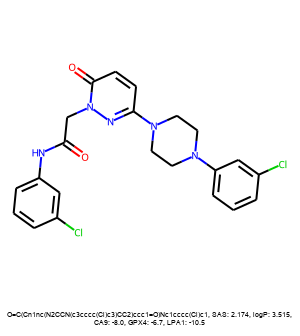 O
N
N
N
N
HN
O
Cl
Cl
O=C(Cn1nc(N2CCN(c3cccc(Cl)c3)CC2)ccc1=O)Nc1cccc(Cl)c1, SAS: 2.174, logP: 3.515,
CA9: -8.0, GPX4: -6.7, LPA1: -10.5